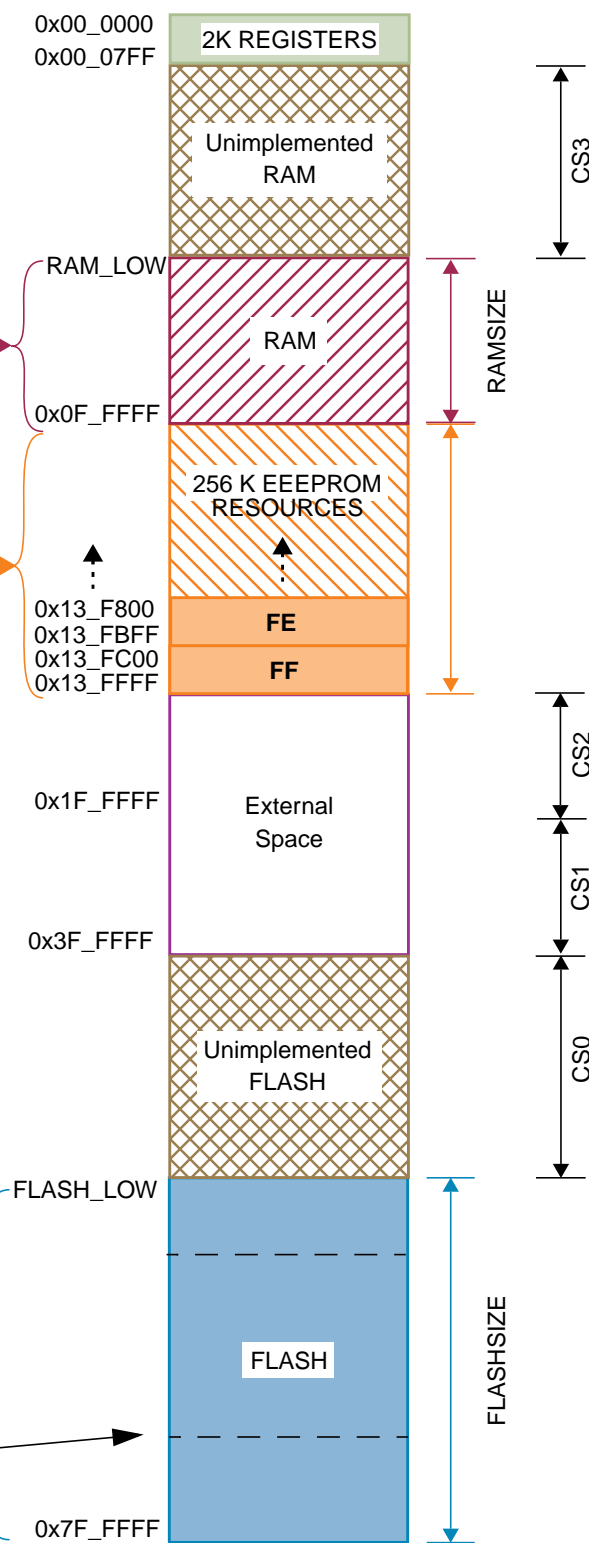 0x00_0000
2K REGISTERS
0x00_07FF
Unimplemented
RAM
CS3
RAM_LOW
RAM
RAMSIZE
0x0F_FFFF
256 K EEEPROM
RESOURCES
0x13_F800
FE
0x13_FBFF
0x13_FC00
FF
0x13_FFFF
CS2
0x1F_FFFF
External
Space
CS1
0x3F_FFFF
Unimplemented
FLASH
CS0
FLASH_LOW
FLASH
FLASHSIZE
0x7F_FFFF